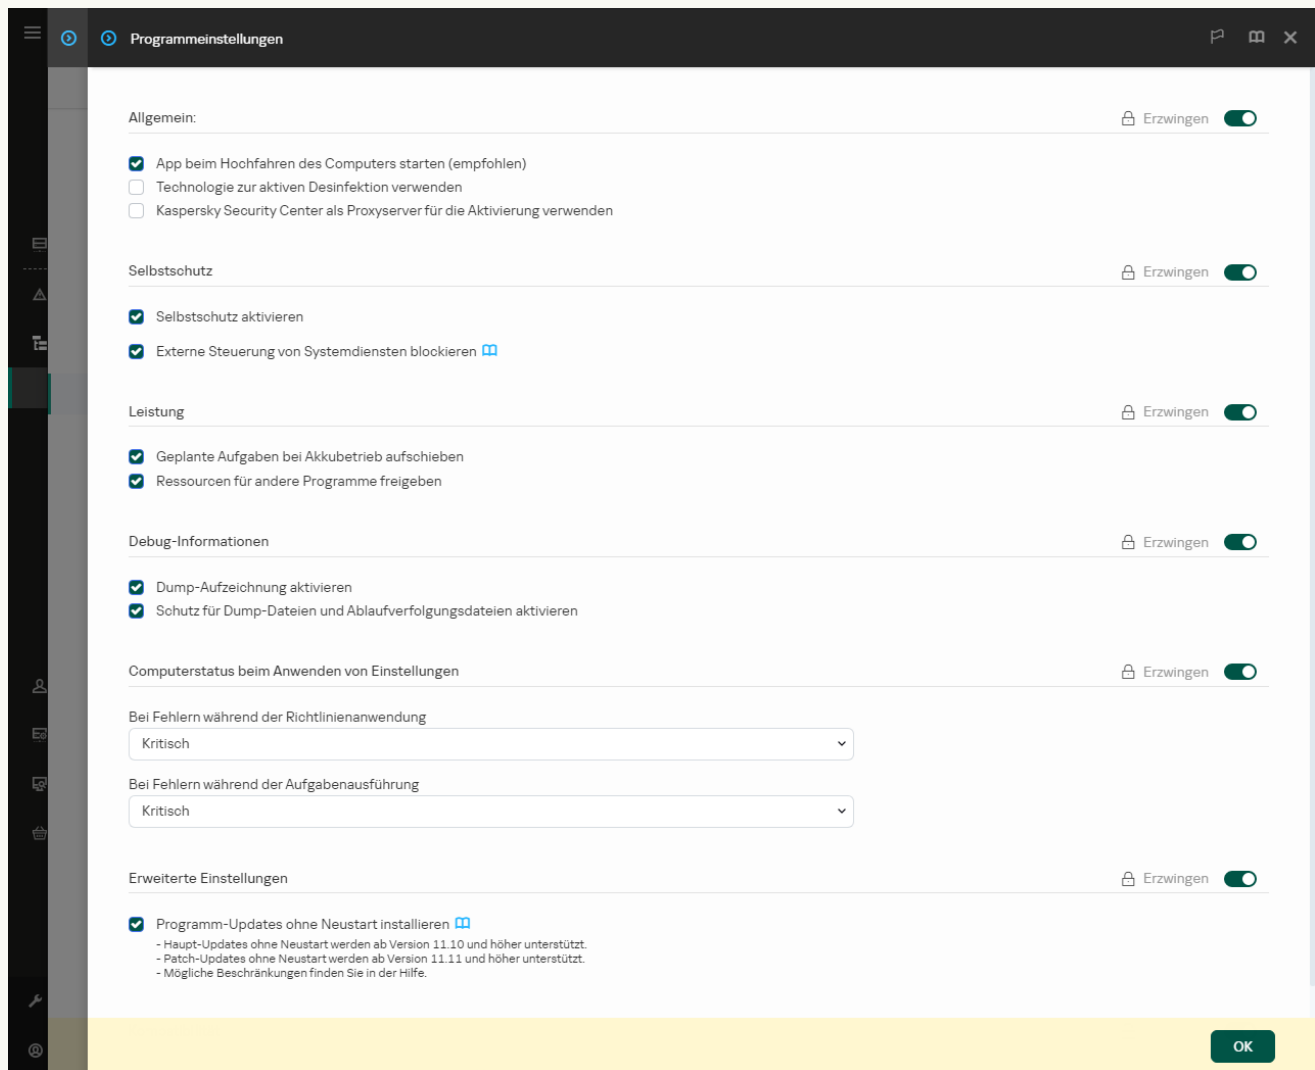 Programmeinstellungen
Allgemein:
Erzwingen
App beim Hochfahren des Computers starten (empfohlen)
Technologie zur aktiven Desinfektion verwenden
Kaspersky Security Center als Proxyserver für die Aktivierung verwenden
Selbstschutz
Erzwingen
Selbstschutz aktivieren
Externe Steuerung von Systemdiensten blockieren
Leistung
Erzwingen
Geplante Aufgaben bei Akkubetrieb aufschieben
Ressourcen für andere Programme freigeben
Debug-Informationen
Erzwingen
Dump-Aufzeichnung aktivieren
Schutz für Dump-Dateien und Ablaufverfolgungsdateien aktivieren
Computerstatus beim Anwenden von Einstellungen
Erzwingen
Bei Fehlern während der Richtlinienanwendung
Kritisch
Bei Fehlern während der Aufgabenausführung
Kritisch
Erweiterte Einstellungen
Erzwingen
Programm-Updates ohne Neustart installieren
- Haupt-Updates ohne Neustart werden ab Version 11.10 und höher unterstützt.
- Patch-Updates ohne Neustart werden ab Version 11.11 und höher unterstützt.
- Mögliche Beschränkungen finden Sie in der Hilfe.
OK